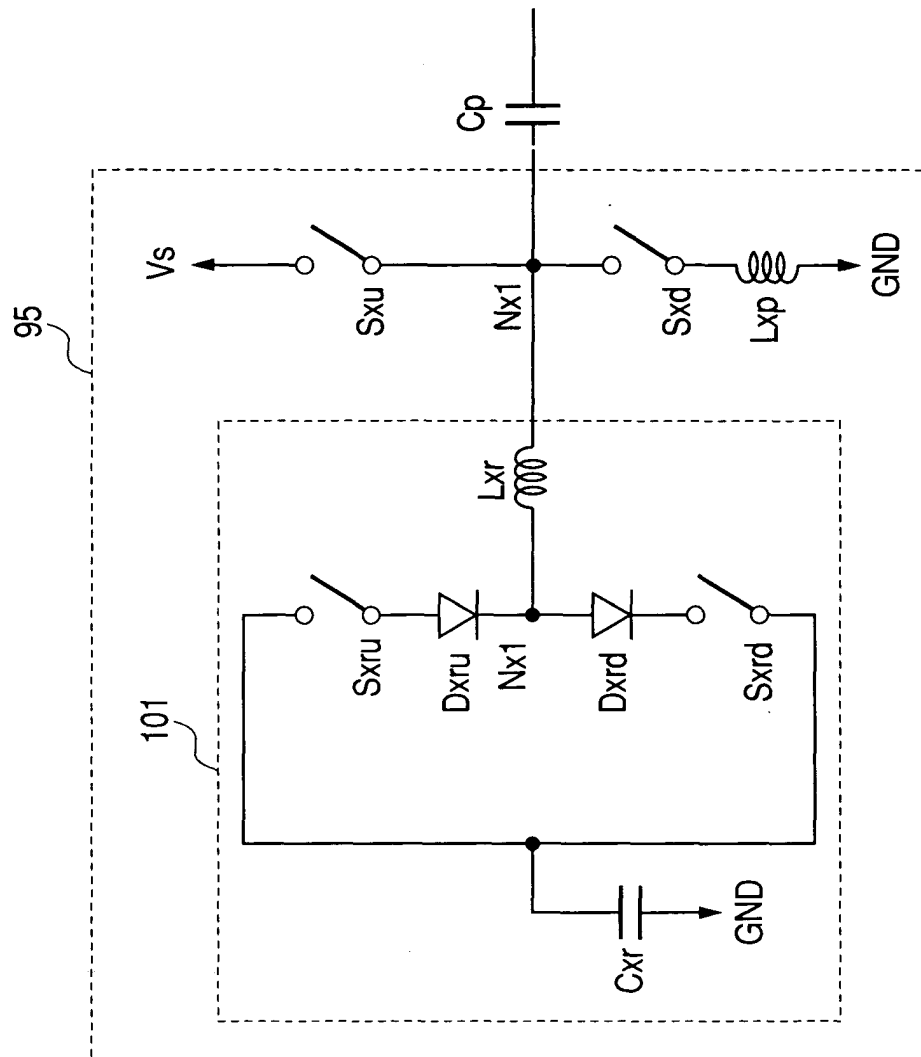 95
101
Vs
Sxu
Cp
Nx1
Sxd
Lxp
GND
Lxr
Sxru
Dxru
Nx1
Dxrd
Sxrd
Cxr
GND